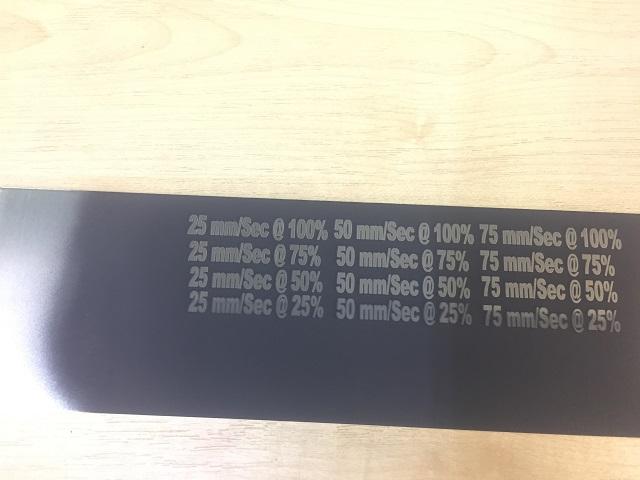 25 mm/Sec @ 100% 50 mm/Sec @ 100% 75 mm/Sec @ 100%
25 mm/Sec @ 75% 50 mm/Sec @ 75% 75 mm/Sec @ 75%
25 mm/Sec @ 50% 50 mm/Sec @ 50% 75 mm/Sec @ 50%
25 mm/Sec @ 25% 50 mm/Sec @ 25% 75 mm/Sec @ 25%